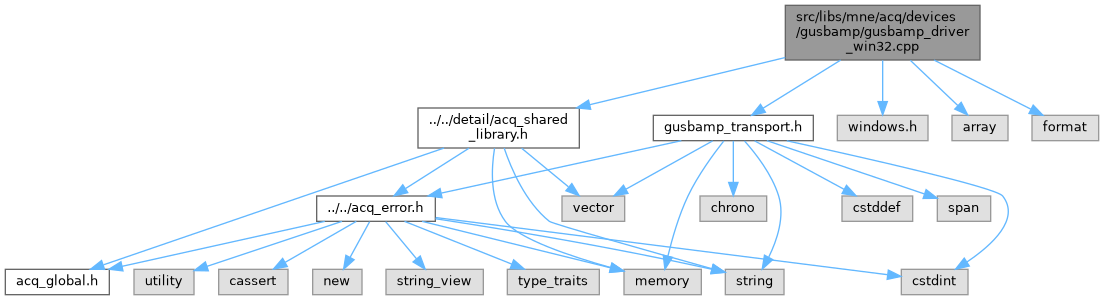 src/libs/mne/acq/devices
/gusbamp/gusbamp_driver
_win32.cpp
../../detail/acq_shared
_library.h
gusbamp_transport.h
windows.h
array
format
../../acq_error.h
vector
chrono
cstddef
span
acq_global.h
utility
cassert
new
string_view
type_traits
memory
string
cstdint